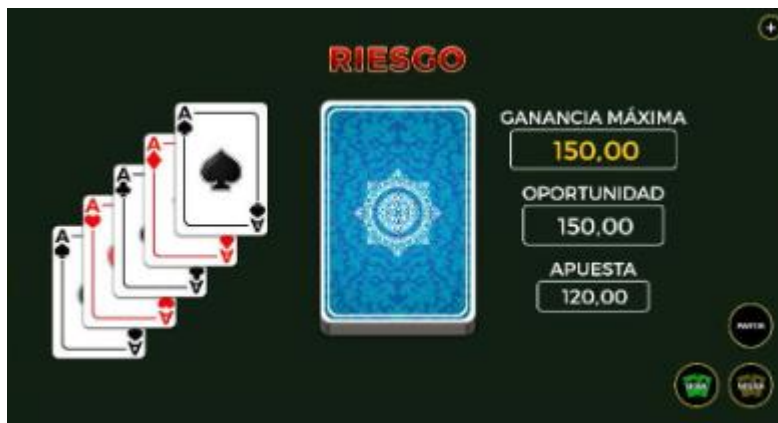 RIESGO
GANANCIA MÁXIMA
150,00
OPORTUNIDAD
150,00
APUESTA
120,00
A
A
A
A
A
A
A
A
A
A
+